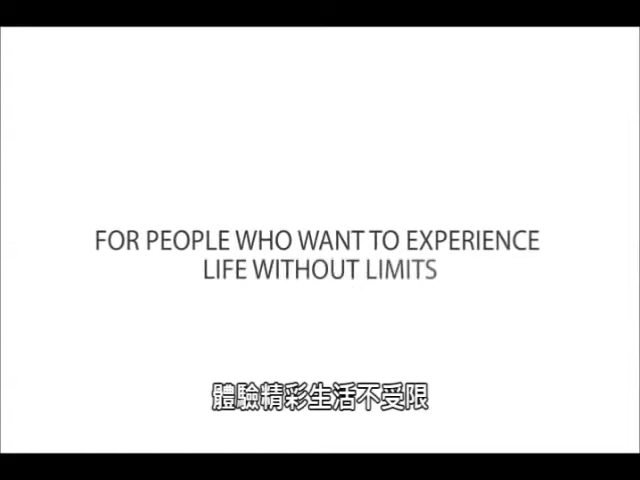 FOR PEOPLE WHO WANT TO EXPERIENCE
LIFE WITHOUT LIMITS
體驗精彩生活不受限